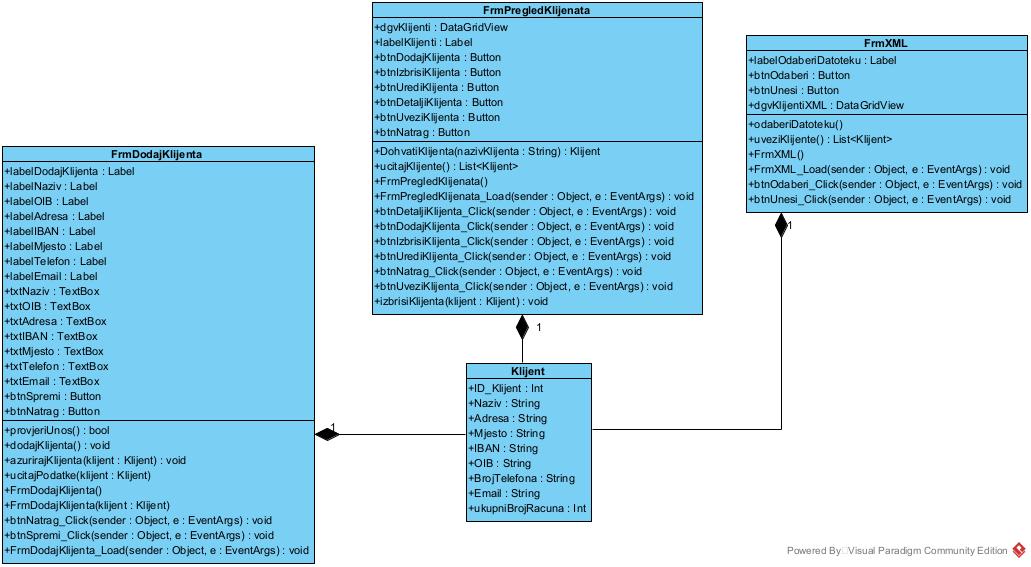 FrmPregledKlijenata
+dgvKlijenti : DataGridView
+labelKlijenti : Label
+btnDodajKlijenta : Button
+btnIzbrisiKlijenta : Button
+btnUrediKlijenta : Button
+btnDetaljiKlijenta : Button
+btnUveziKlijenta : Button
+btnNatrag : Button
+DohvatiKlijenta(nazivKlijenta : String) : Klijent
+ucitajKlijente() : List<Klijent>
+FrmPregledKlijenata()
+FrmPregledKlijenata_Load(sender : Object, e : EventArgs) : void
+btnDetaljiKlijenta_Click(sender : Object, e : EventArgs) : void
+btnDodajKlijenta_Click(sender : Object, e : EventArgs) : void
+btnIzbrisiKlijenta_Click(sender : Object, e : EventArgs) : void
+btnUrediKlijenta_Click(sender : Object, e : EventArgs) : void
+btnNatrag_Click(sender : Object, e : EventArgs) : void
+btnUveziKlijenta_Click(sender : Object, e : EventArgs) : void
+izbrisiKlijenta(klijent : Klijent) : void
1
FrmXML
+labelOdaberiDatoteku : Label
+btnOdaberi : Button
+btnUnesi : Button
+dgvKlijentiXML : DataGridView
+odaberiDatoteku()
+uveziKlijente() : List<Klijent>
+FrmXML()
+FrmXML_Load(sender : Object, e : EventArgs) : void
+btnOdaberi_Click(sender : Object, e : EventArgs) : void
+btnUnesi_Click(sender : Object, e : EventArgs) : void
1
FrmDodajKlijenta
+labelDodajKlijenta : Label
+labelNaziv : Label
+labelOIB : Label
+labelAdresa : Label
+labelIBAN : Label
+labelMjesto : Label
+labelTelefon : Label
+labelEmail : Label
+txtNaziv : TextBox
+txtOIB : TextBox
+txtAdresa : TextBox
+txtIBAN : TextBox
+txtMjesto : TextBox
+txtTelefon : TextBox
+txtEmail : TextBox
+btnSpremi : Button
+btnNatrag : Button
+provjeriUnos() : bool
+dodajKlijenta() : void
+azurirajKlijenta(klijent : Klijent) : void
+ucitajPodatke(klijent : Klijent)
+FrmDodajKlijenta()
+FrmDodajKlijenta(klijent : Klijent)
+btnNatrag_Click(sender : Object, e : EventArgs) : void
+btnSpremi_Click(sender : Object, e : EventArgs) : void
+FrmDodajKlijenta_Load(sender : Object, e : EventArgs) : void
1
Klijent
+ID_Klijent : Int
+Naziv : String
+Adresa : String
+Mjesto : String
+IBAN : String
+OIB : String
+BrojTelefona : String
+Email : String
+ukupniBrojRacuna : Int
Powered By Visual Paradigm Community Edition